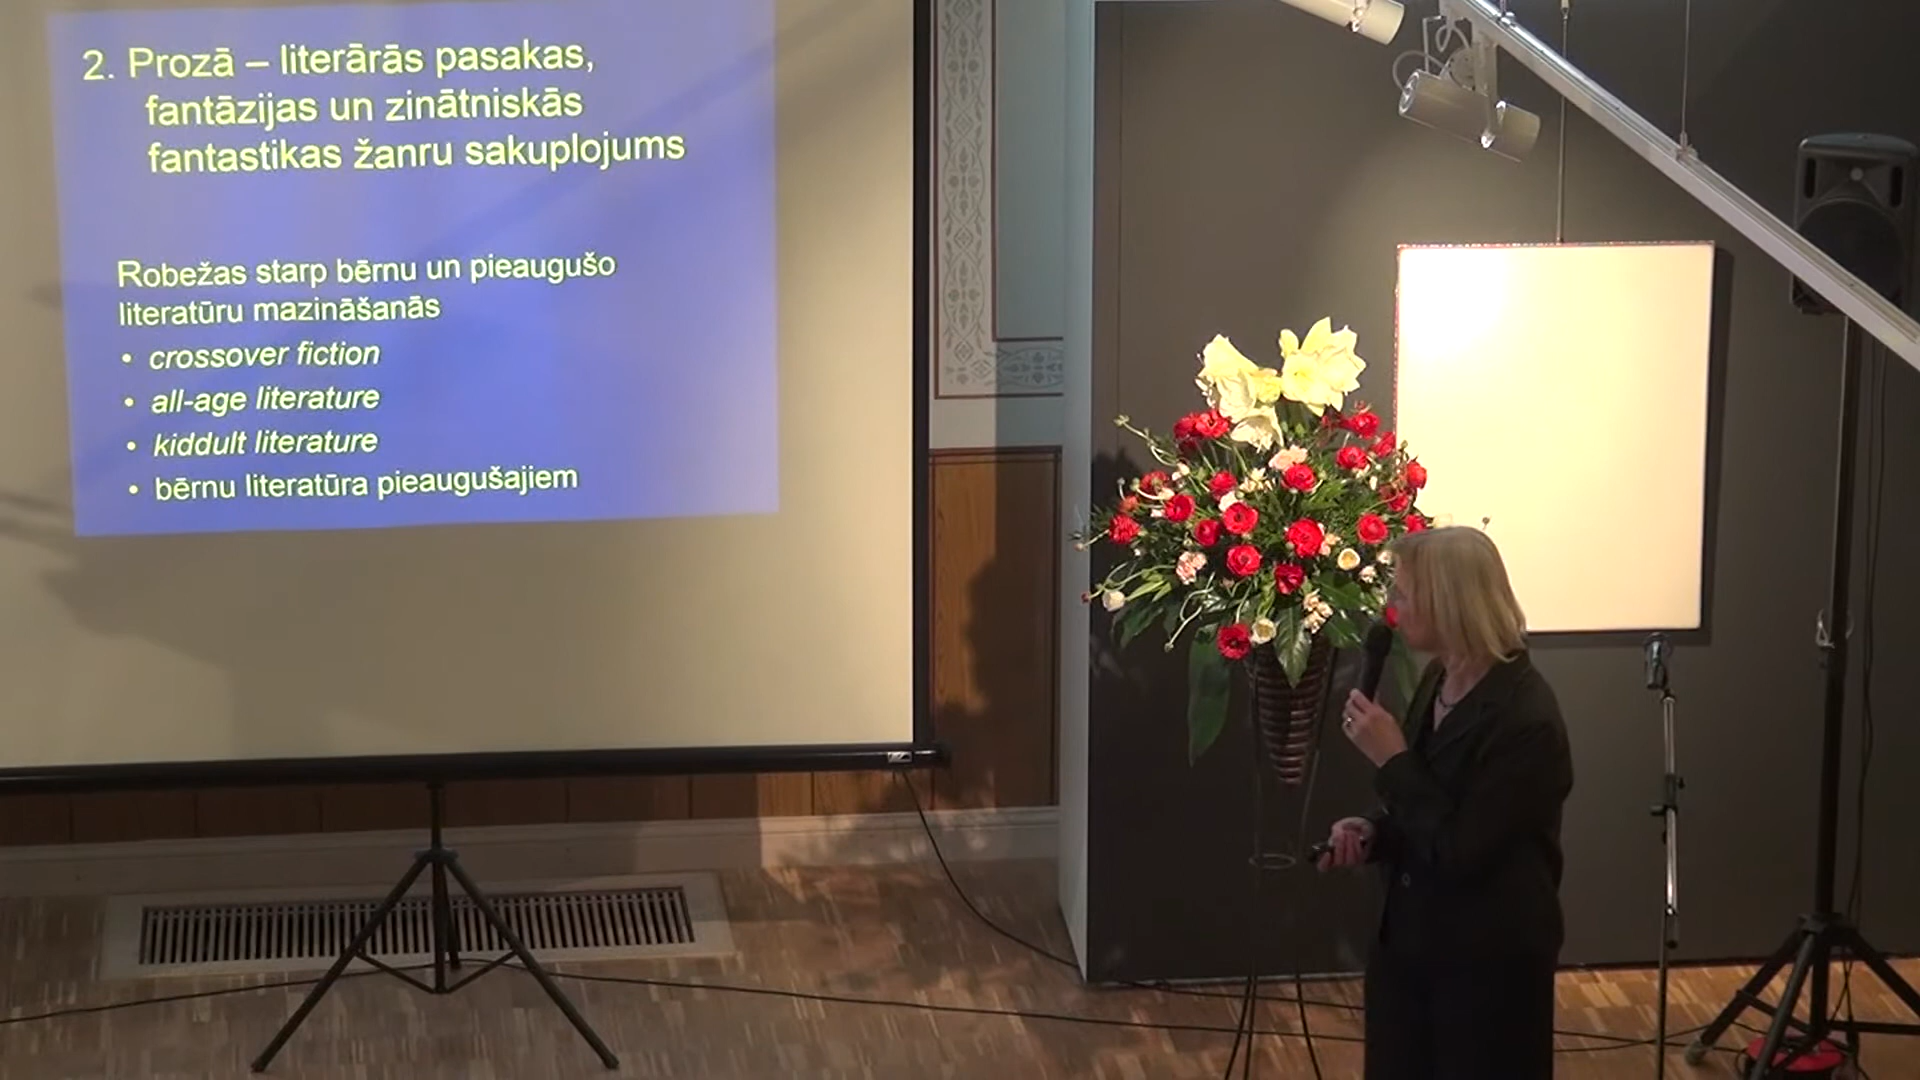 2. Prozā – literārās pasakas,
fantāzijas un zinātniskās
fantastikas žanru sakuplojums
Robežas starp bērnu un pieaugušo
literatūru mazināšanās
• crossover fiction
• all-age literature
• kiddult literature
• bērnu literatūra pieaugušajiem